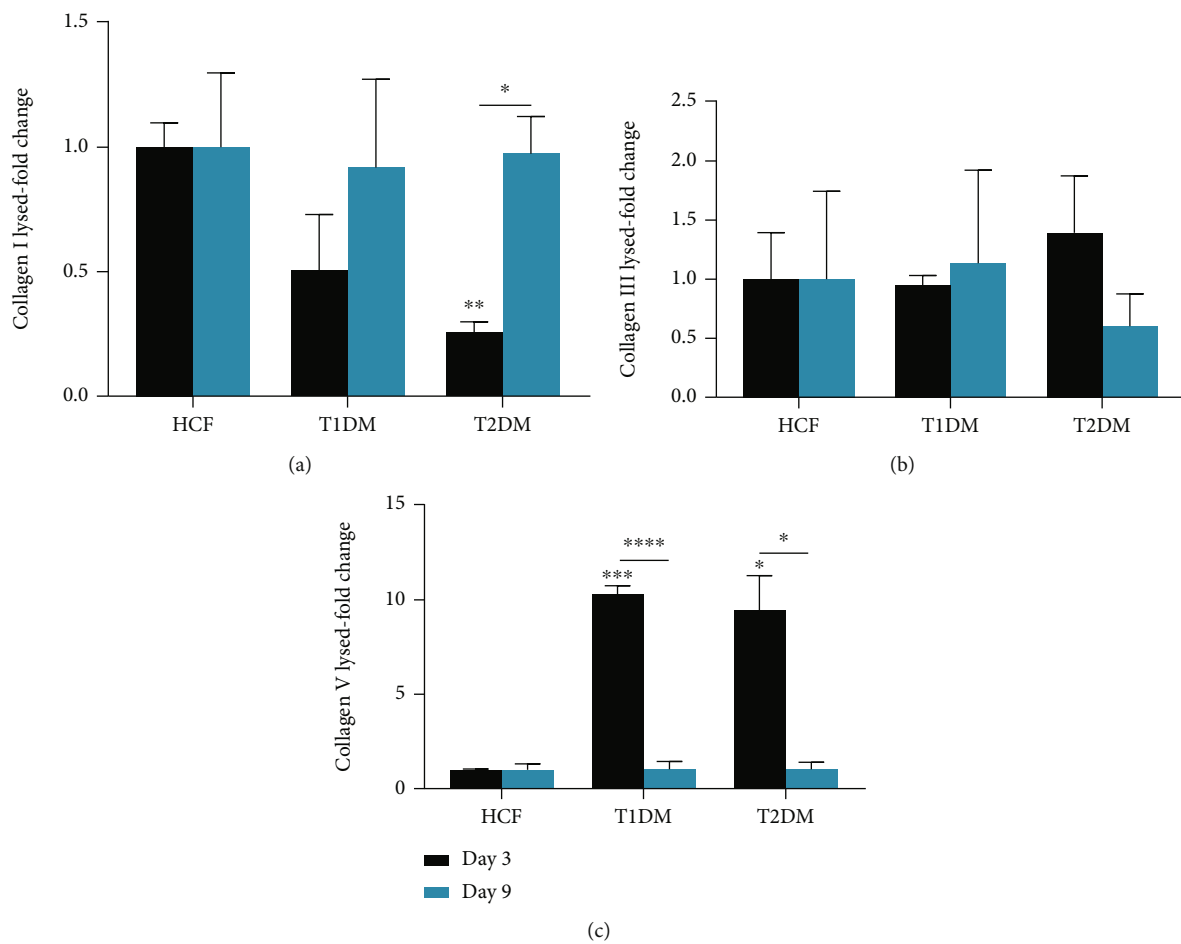 Collagen I lysed-fold change
1.5
1.0
0.5
0.0
*
**
HCF T1DM T2DM
(a)
Collagen III lysed-fold change
2.5
2.0
1.5
1.0
0.5
0.0
HCF T1DM T2DM
(b)
Collagen V lysed-fold change
15
10
5
0
****
***
*
*
HCF T1DM T2DM
Day 3
Day 9
(c)